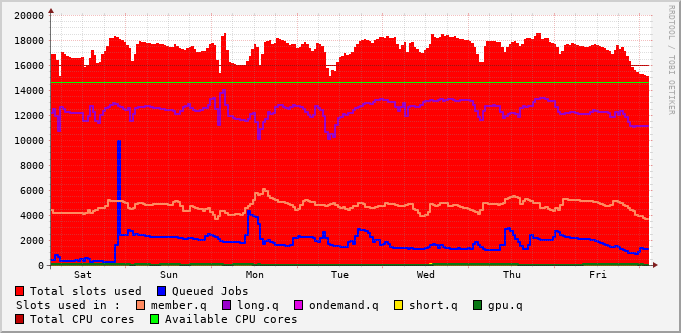 20000
18000
16000
14000
12000
10000
8000
6000
4000
2000
0
Sat Sun Mon Tue Wed Thu Fri
RRDTOOL / TOBI OETIKER
Total slots used Queued Jobs
Slots used in : member.q long.q ondemand.q short.q gpu.q
Total CPU cores Available CPU cores